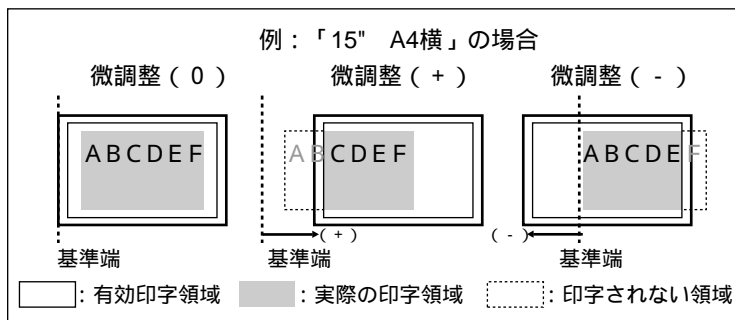 例：「15"　A4横」の場合
微調整（0）　微調整（+）　微調整（-）
ABCDEF　ABCDEF　ABCDEF
（+）　（-）
基準端　基準端　基準端
：有効印字領域　：実際の印字領域　：印字されない領域